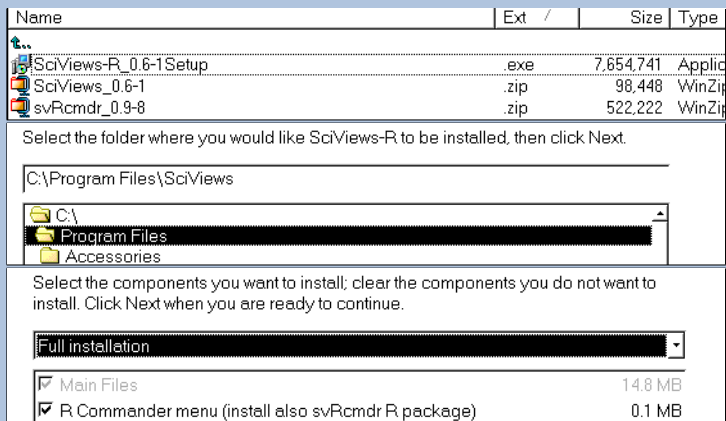 Name Ext / Size Type
..
SciViews-R_0.6-1Setup .exe 7,654,741 Applic
SciViews_0.6-1 .zip 98,448 WinZip
svRcmdr_0.9-8 .zip 522,222 WinZip
Select the folder where you would like SciViews-R to be installed, then click Next.
C:\Program Files\SciViews
C:\
Program Files
Accessories
Select the components you want to install; clear the components you do not want to
install. Click Next when you are ready to continue.
Full installation
Main Files 14.8 MB
R Commander menu (install also svRcmdr R package) 0.1 MB